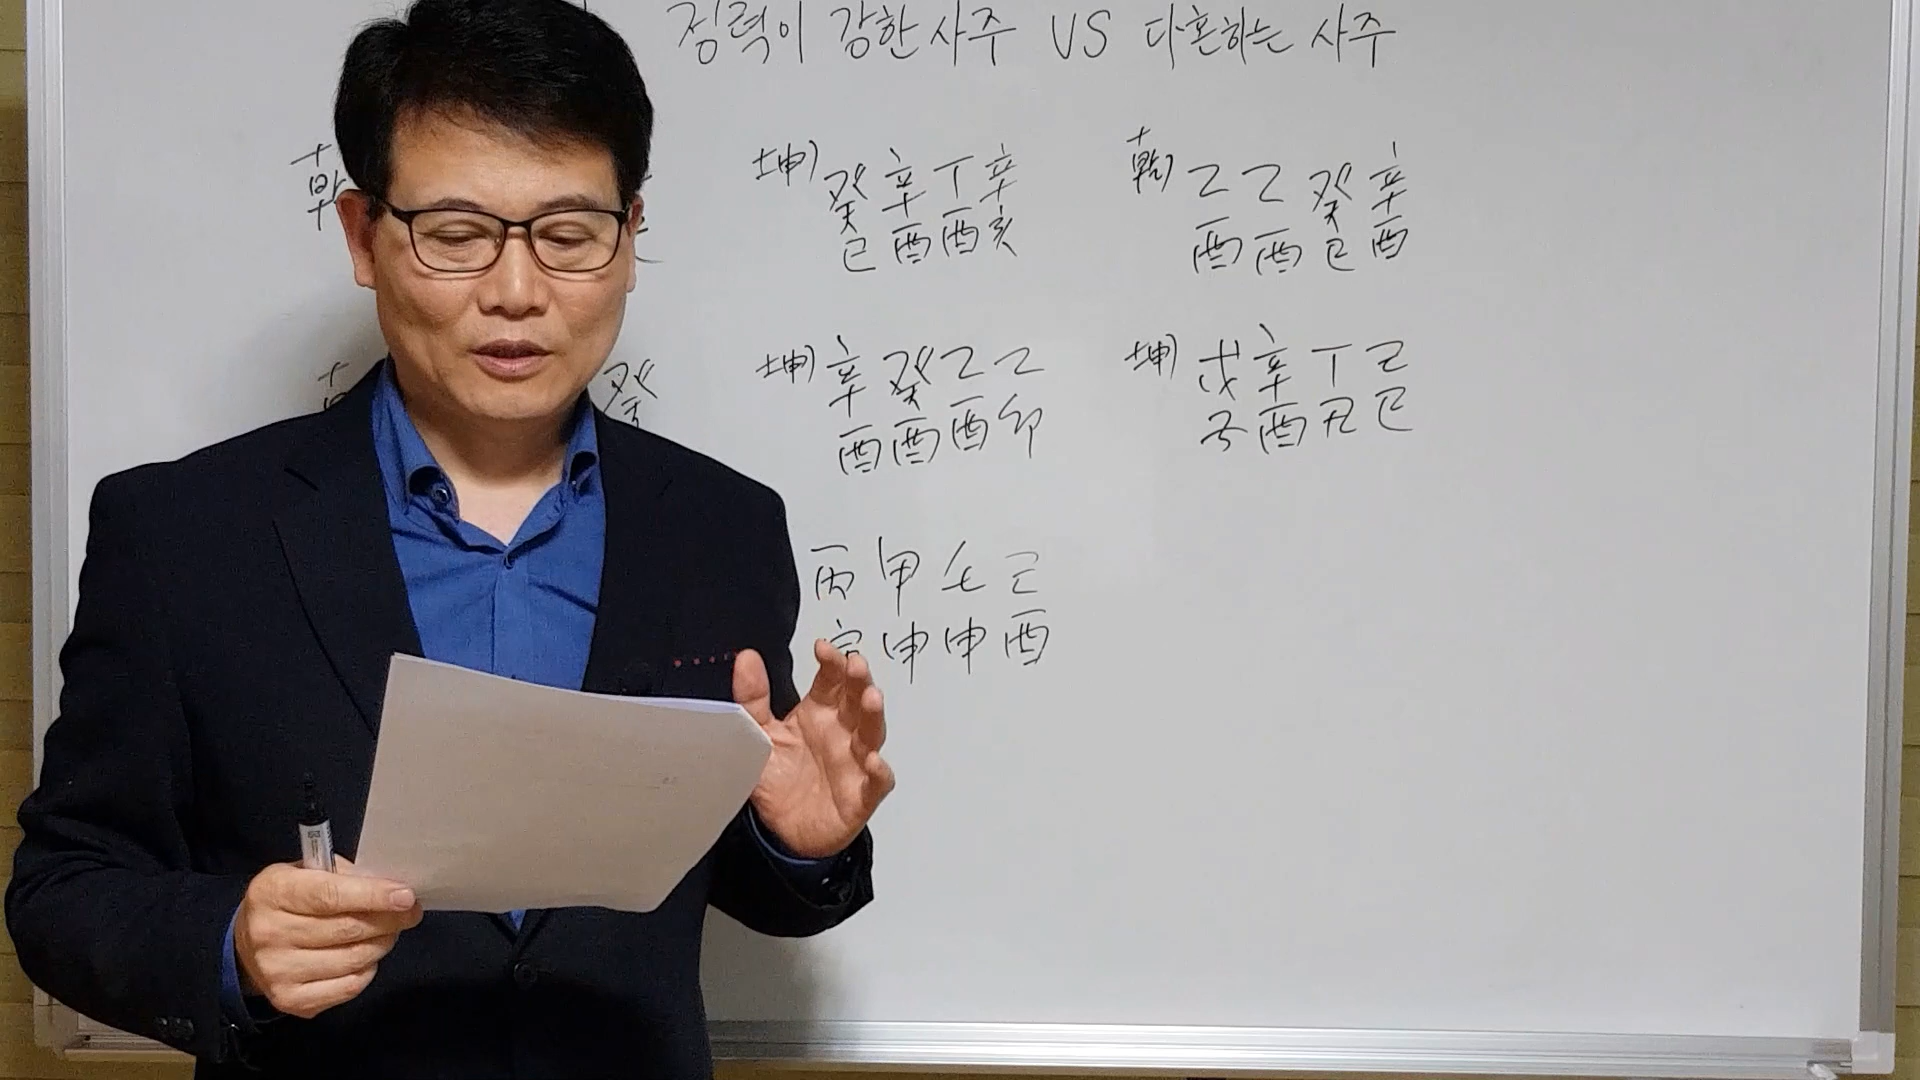 정력이 강한사주 VS 다혼하는 사주
乾
坤) 癸辛丁辛
巳酉酉亥
乾) 乙乙癸辛
酉酉巳酉
癸
坤) 辛癸乙乙
酉酉酉卯
坤) 戊辛丁己
子酉丑巳
丙甲壬己
寅申申酉